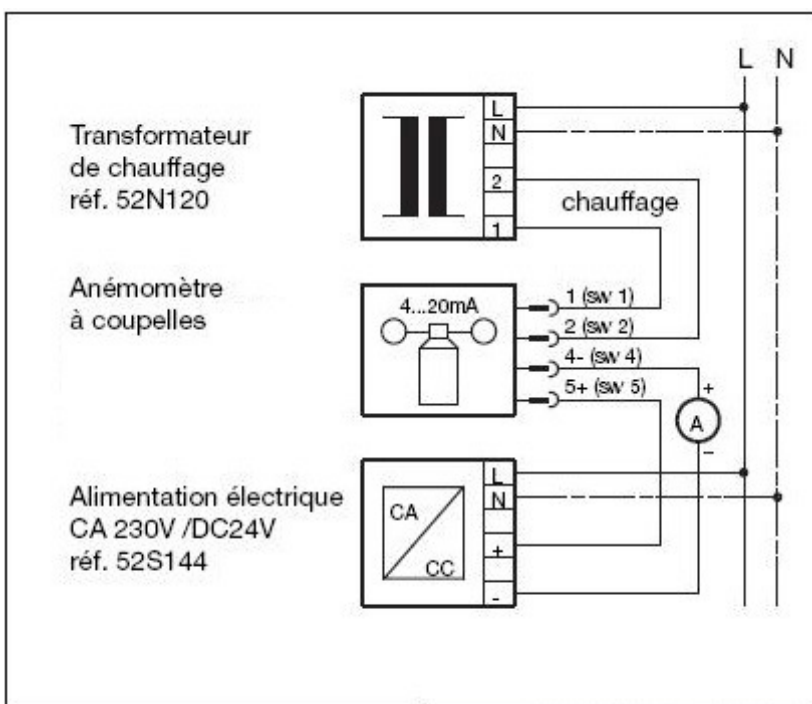 L N
Transformateur
de chauffage
réf. 52N120
L
N
2
1
chauffage
Anémomètre
à coupelles
4...20mA
1 (sw 1)
2 (sw 2)
4- (sw 4)
5+ (sw 5)
+
A
–
Alimentation électrique
CA 230V /DC24V
réf. 52S144
CA
CC
L
N
+
-